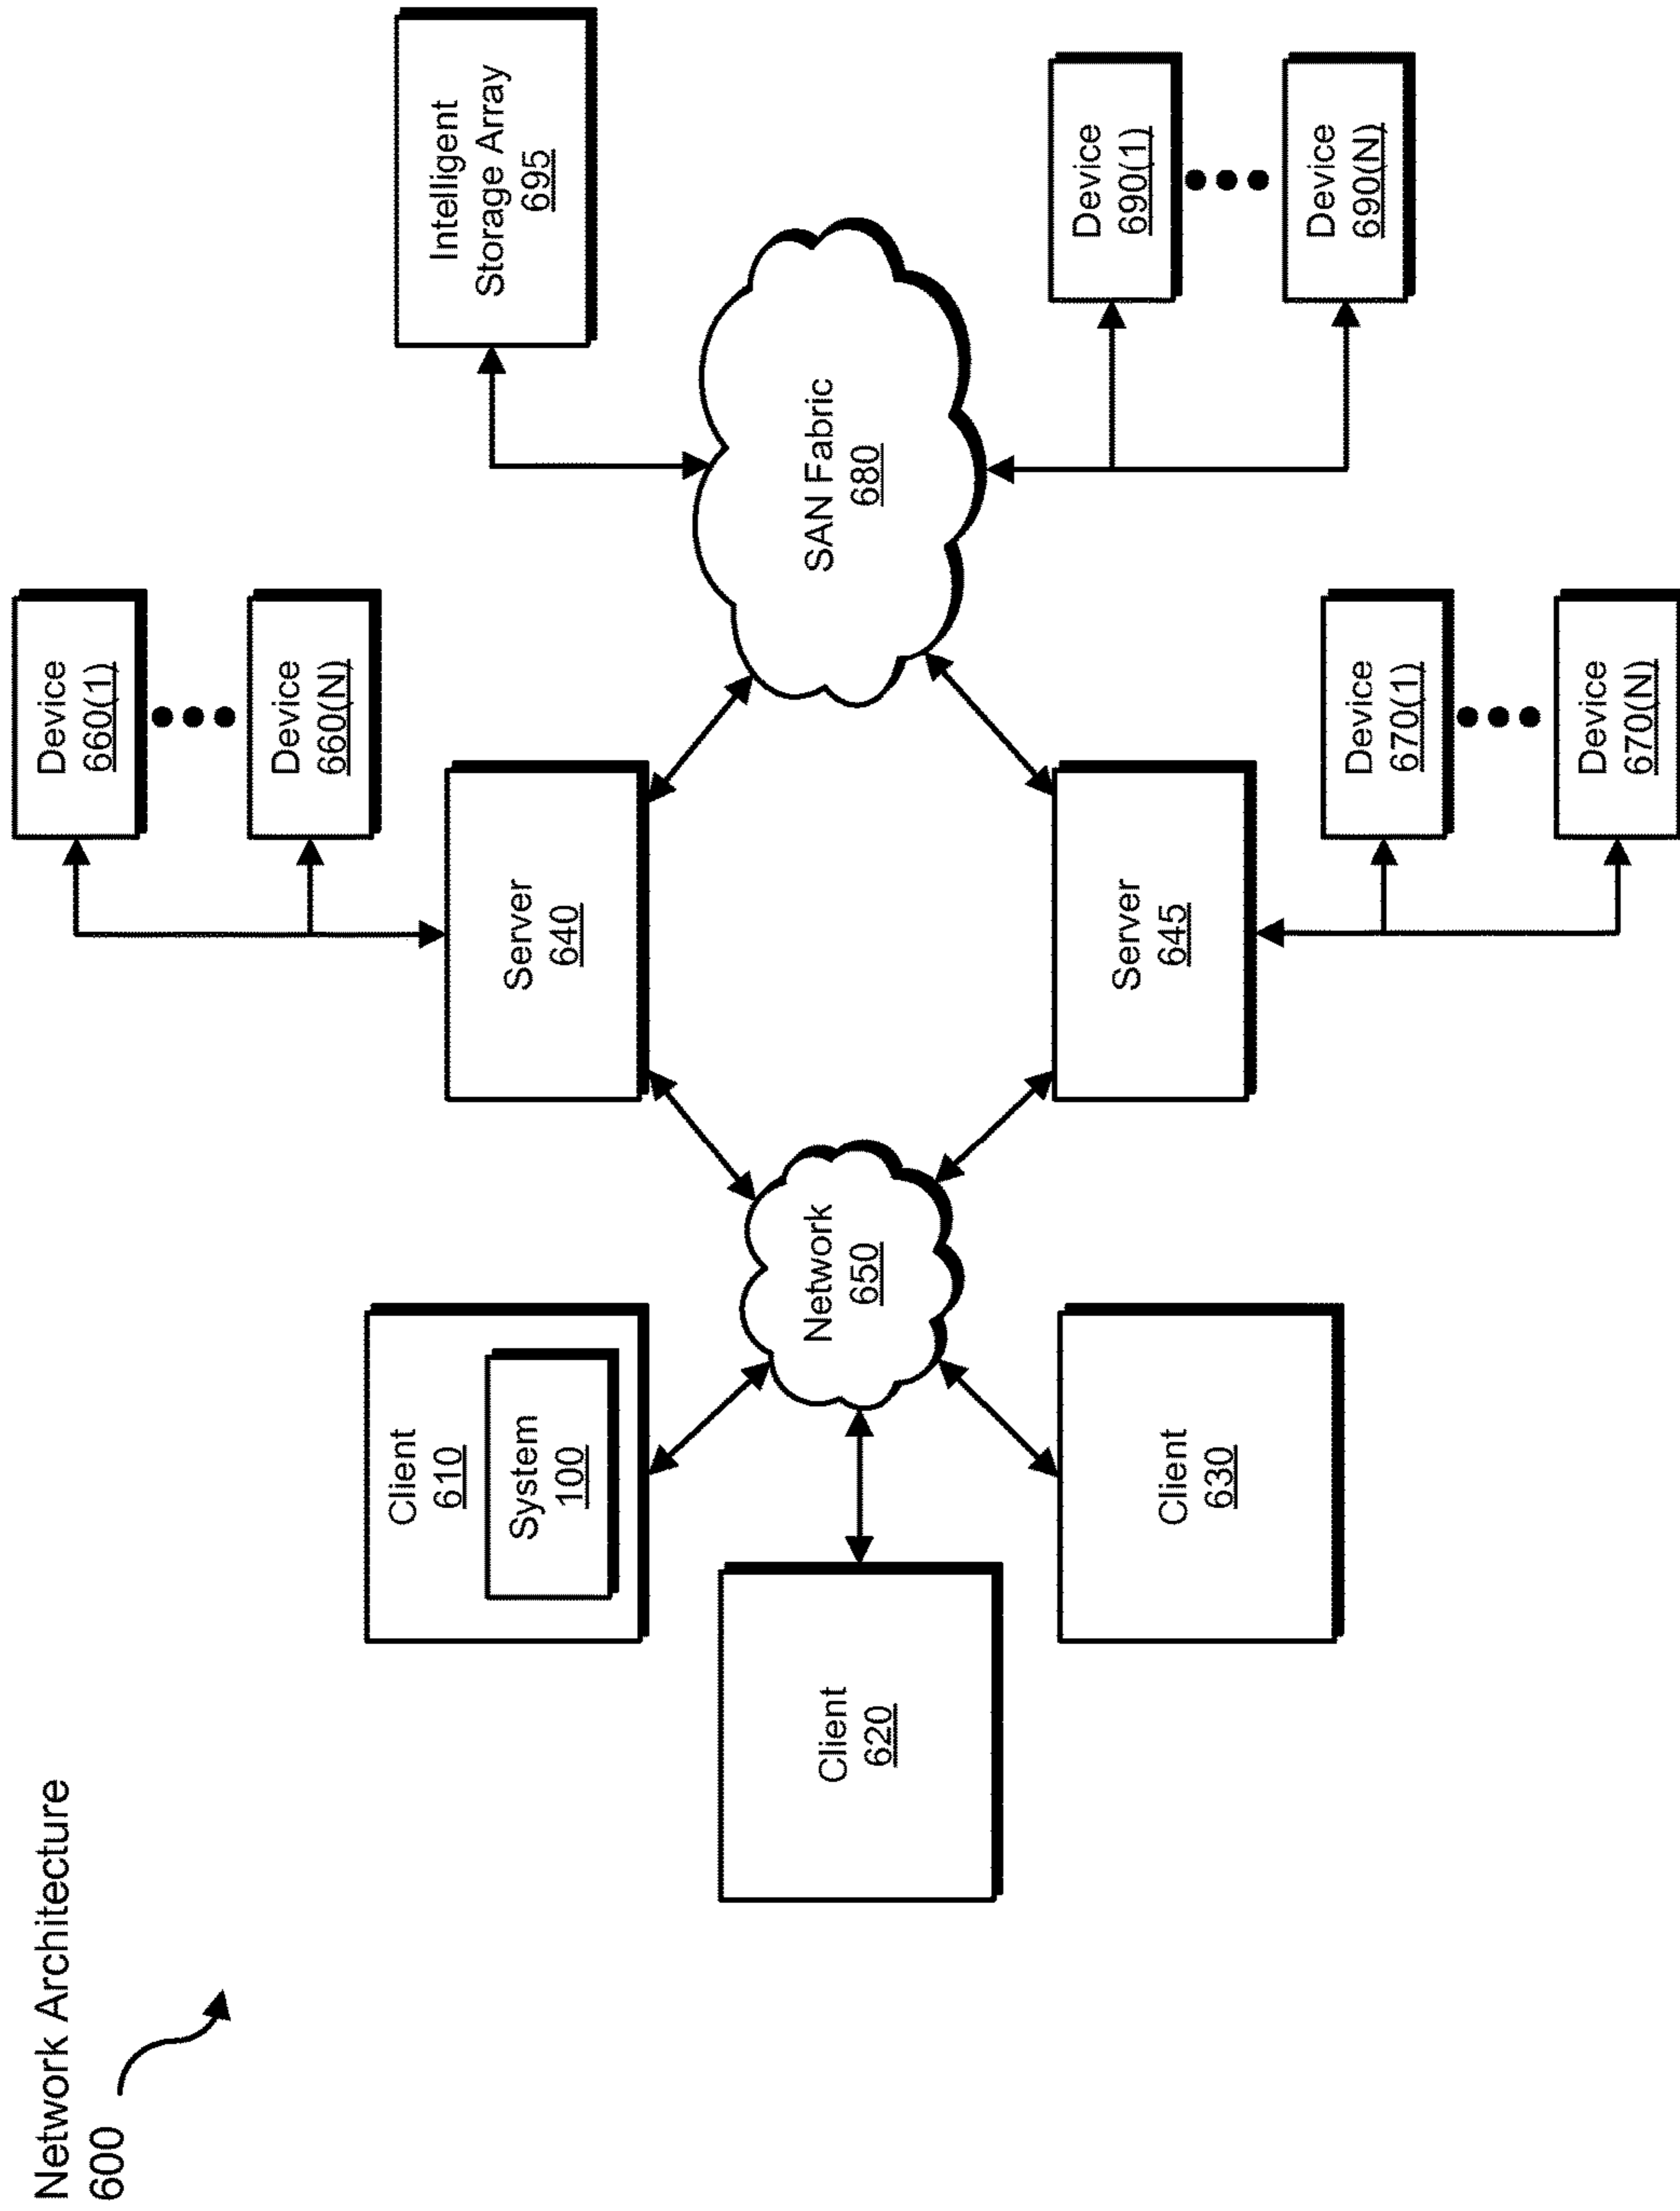 Network Architecture
600
Client
610
System
100
Client
620
Client
630
Network
650
Server
640
Server
645
Device
660(1)
Device
660(N)
Device
670(1)
Device
670(N)
SAN Fabric
680
Intelligent
Storage Array
695
Device
690(1)
Device
690(N)